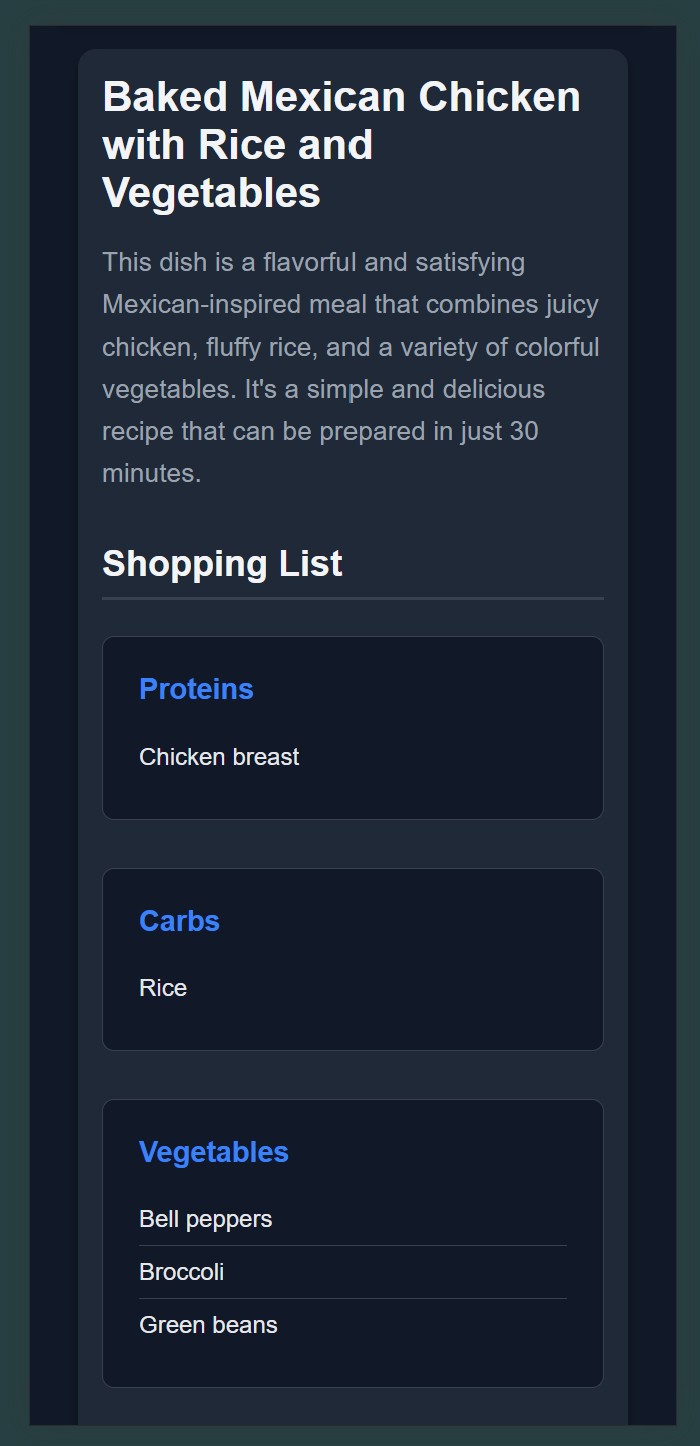 Baked Mexican Chicken
with Rice and
Vegetables
This dish is a flavorful and satisfying
Mexican-inspired meal that combines juicy
chicken, fluffy rice, and a variety of colorful
vegetables. It's a simple and delicious
recipe that can be prepared in just 30
minutes.
Shopping List
Proteins
Chicken breast
Carbs
Rice
Vegetables
Bell peppers
Broccoli
Green beans